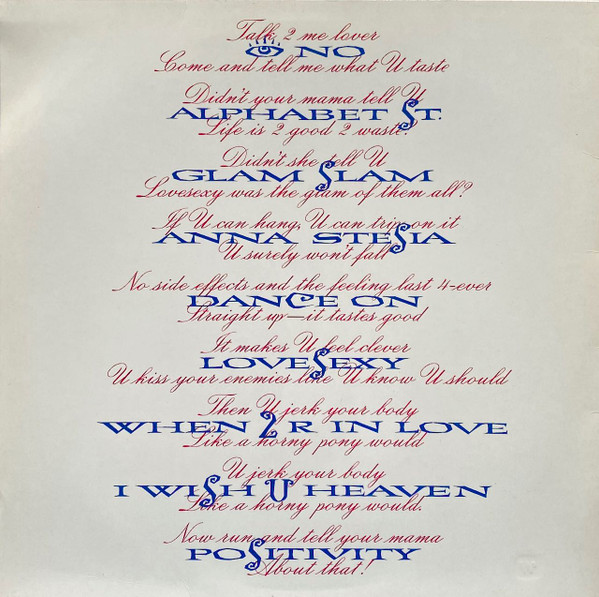 Talk 2 me lover
👁 NO
Come and tell me what U taste
Didn't your mama tell U
ALPHABET ST.
Life is 2 good 2 waste?
Didn't she tell U
GLAM SLAM
Lovesexy was the glam of them all?
If U can hang, U can trip on it
ANNA STESIA
U surely won't fall
No side effects and the feeling last 4-ever
DANCE ON
Straight up—it tastes good
It makes U feel clever
LOVESEXY
U kiss your enemies like U know U should
Then U jerk your body
WHEN 2 R IN LOVE
Like a horny pony would
U jerk your body
I WISH U HEAVEN
Like a horny pony would.
Now run and tell your mama
POSITIVITY
About that!